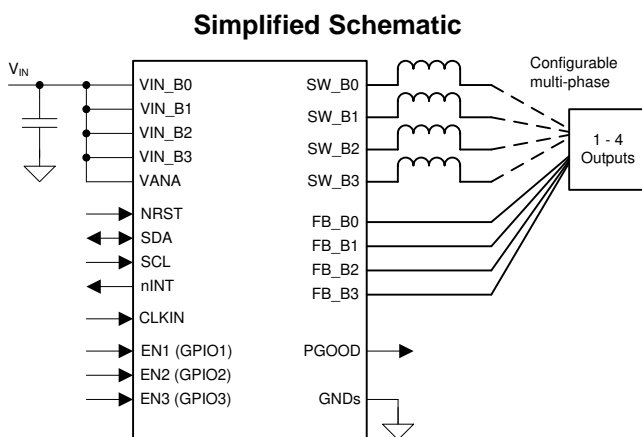 Simplified Schematic
VIN
VIN_B0
VIN_B1
VIN_B2
VIN_B3
VANA
NRST
SDA
SCL
nINT
CLKIN
EN1 (GPIO1)
EN2 (GPIO2)
EN3 (GPIO3)
SW_B0
SW_B1
SW_B2
SW_B3
FB_B0
FB_B1
FB_B2
FB_B3
PGOOD
GNDs
Configurable
multi-phase
1 - 4
Outputs